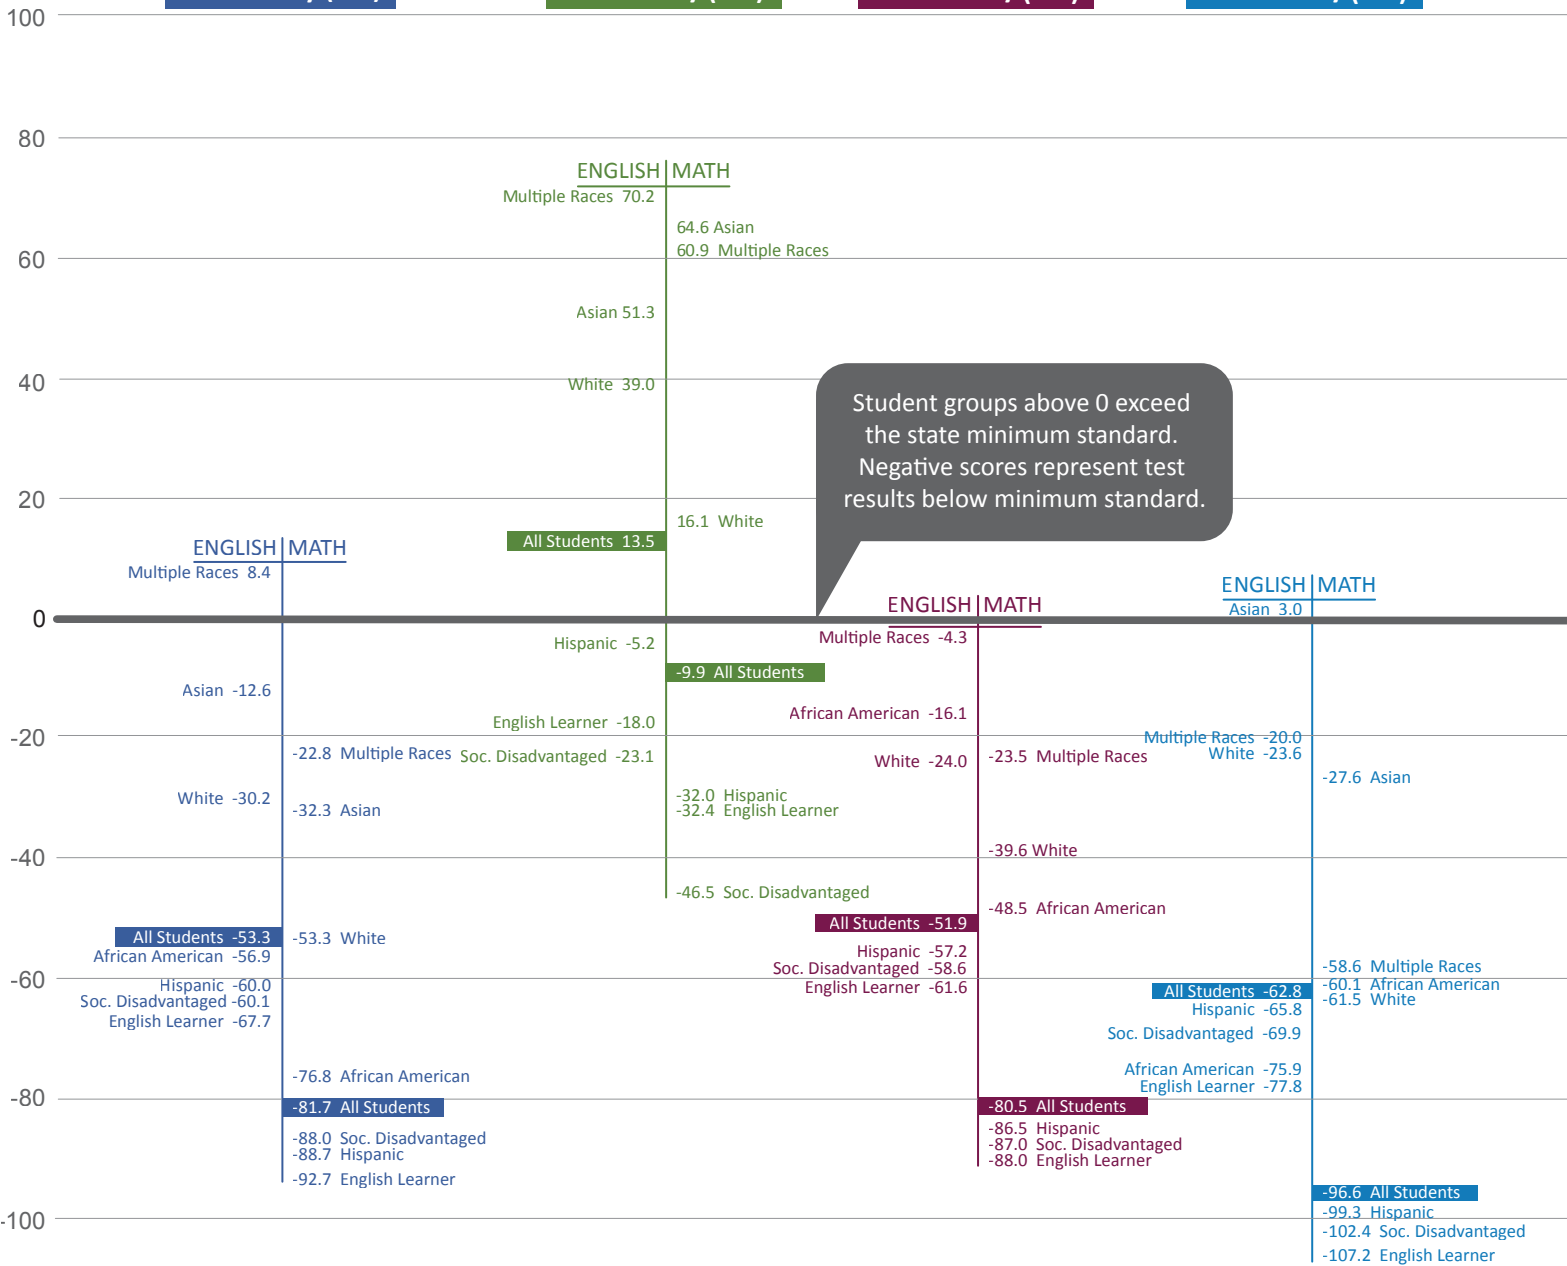 100
80
60
40
20
0
-20
-40
-60
-80
-100
ENGLISH MATH
Multiple Races 8.4
Asian -12.6
-22.8 Multiple Races
White -30.2
-32.3 Asian
All Students -53.3
-53.3 White
African American -56.9
Hispanic -60.0
Soc. Disadvantaged -60.1
English Learner -67.7
-76.8 African American
-81.7 All Students
-88.0 Soc. Disadvantaged
-88.7 Hispanic
-92.7 English Learner
ENGLISH MATH
Multiple Races 70.2
64.6 Asian
60.9 Multiple Races
Asian 51.3
White 39.0
16.1 White
All Students 13.5
Hispanic -5.2
-9.9 All Students
English Learner -18.0
Soc. Disadvantaged -23.1
-32.0 Hispanic
-32.4 English Learner
-46.5 Soc. Disadvantaged
Student groups above 0 exceed
the state minimum standard.
Negative scores represent test
results below minimum standard.
ENGLISH MATH
Multiple Races -4.3
African American -16.1
White -24.0
-23.5 Multiple Races
-39.6 White
-48.5 African American
All Students -51.9
Hispanic -57.2
Soc. Disadvantaged -58.6
English Learner -61.6
-80.5 All Students
-86.5 Hispanic
-87.0 Soc. Disadvantaged
-88.0 English Learner
ENGLISH MATH
Asian 3.0
Multiple Races -20.0
White -23.6
-27.6 Asian
-58.6 Multiple Races
-60.1 African American
-61.5 White
All Students -62.8
Hispanic -65.8
Soc. Disadvantaged -69.9
African American -75.9
English Learner -77.8
-96.6 All Students
-99.3 Hispanic
-102.4 Soc. Disadvantaged
-107.2 English Learner